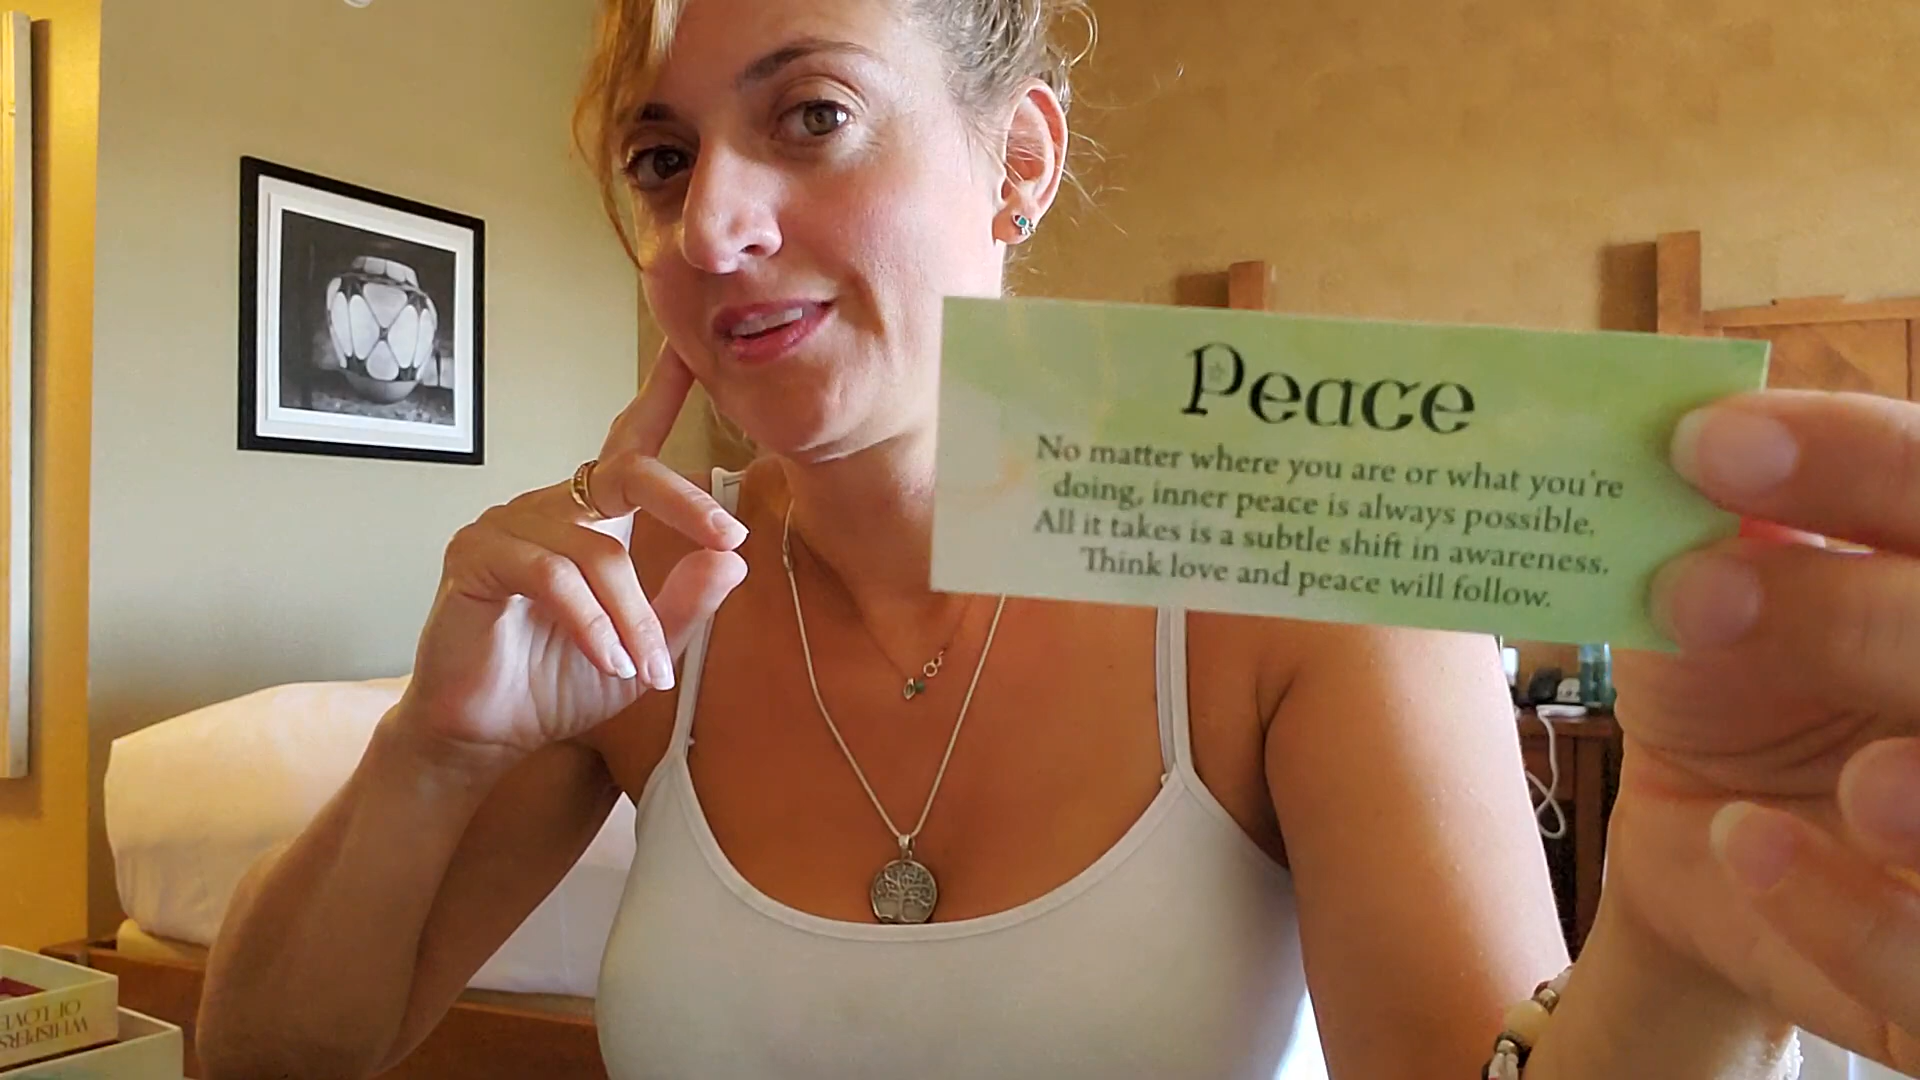 Peace
No matter where you are or what you're
doing, inner peace is always possible.
All it takes is a subtle shift in awareness.
Think love and peace will follow.
WHISPERS
OF LOVE